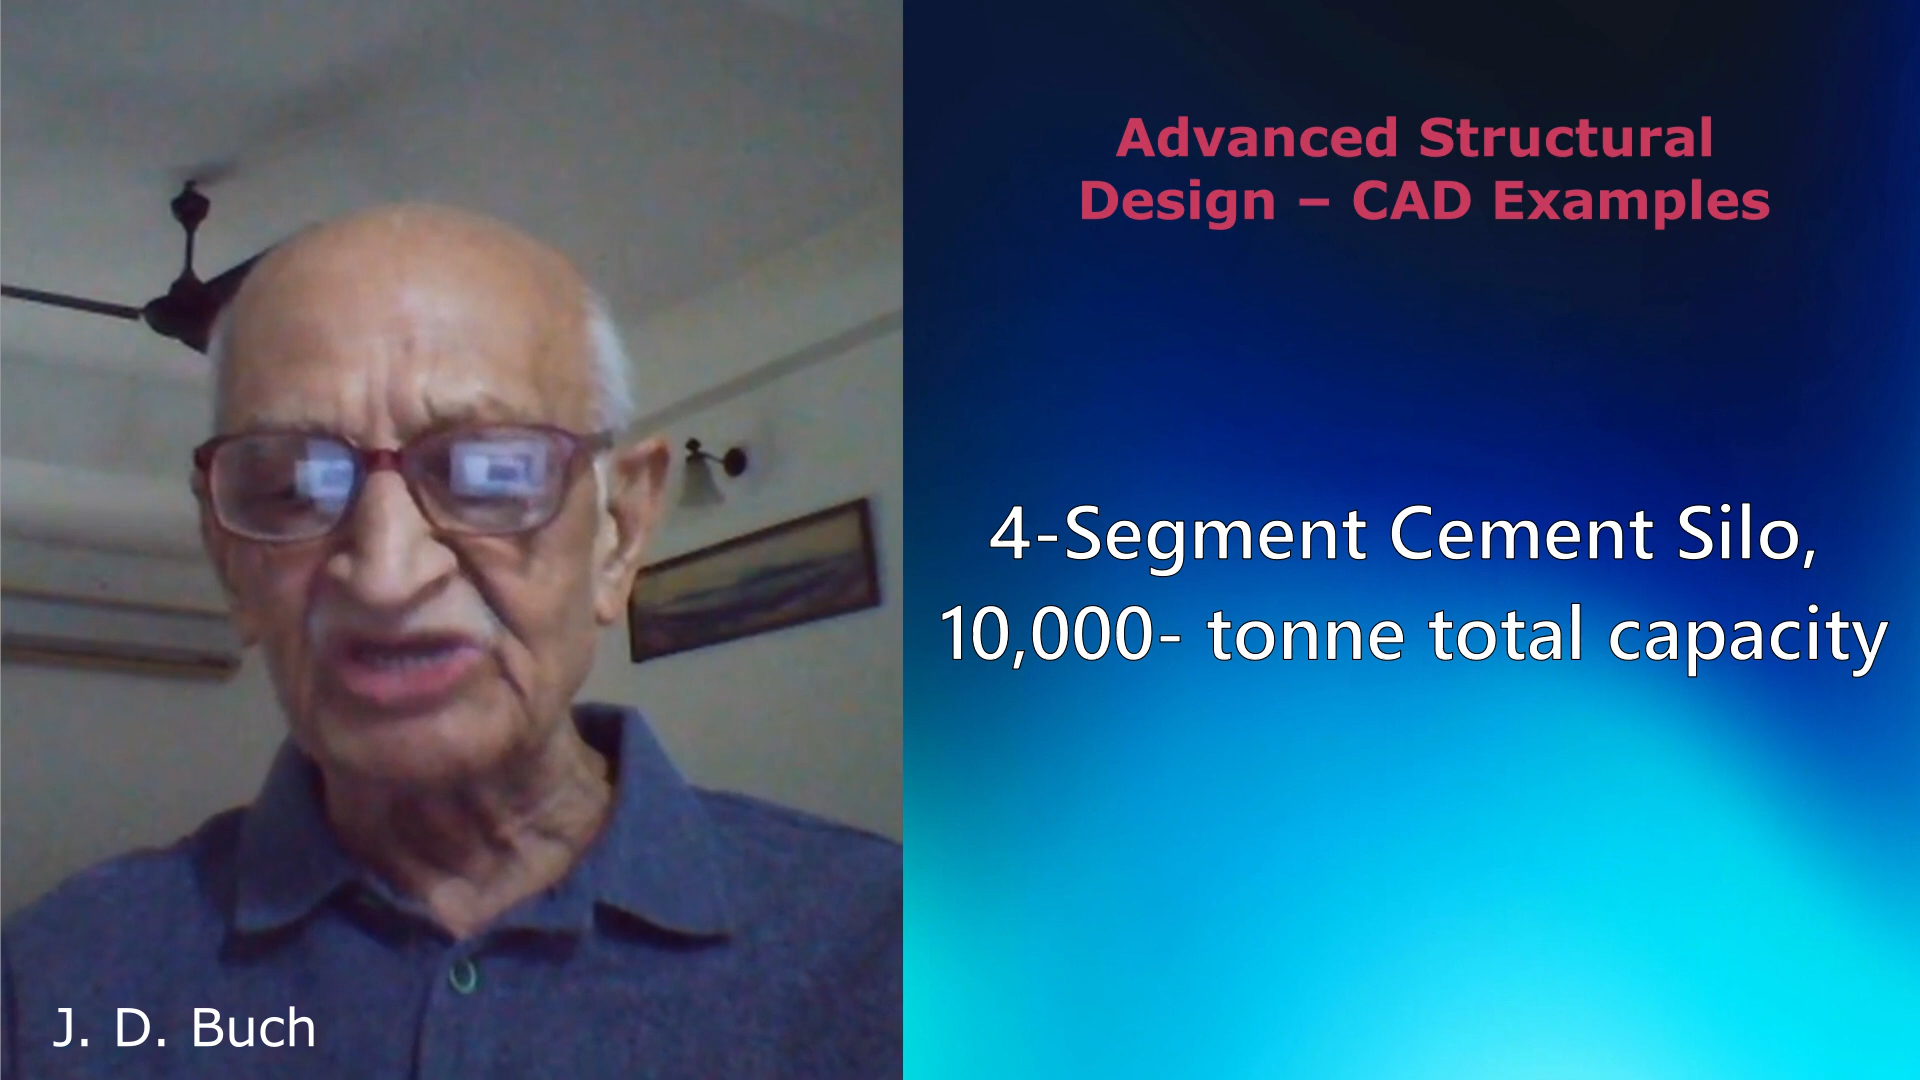 Advanced Structural
Design – CAD Examples
4-Segment Cement Silo,
10,000- tonne total capacity
J. D. Buch